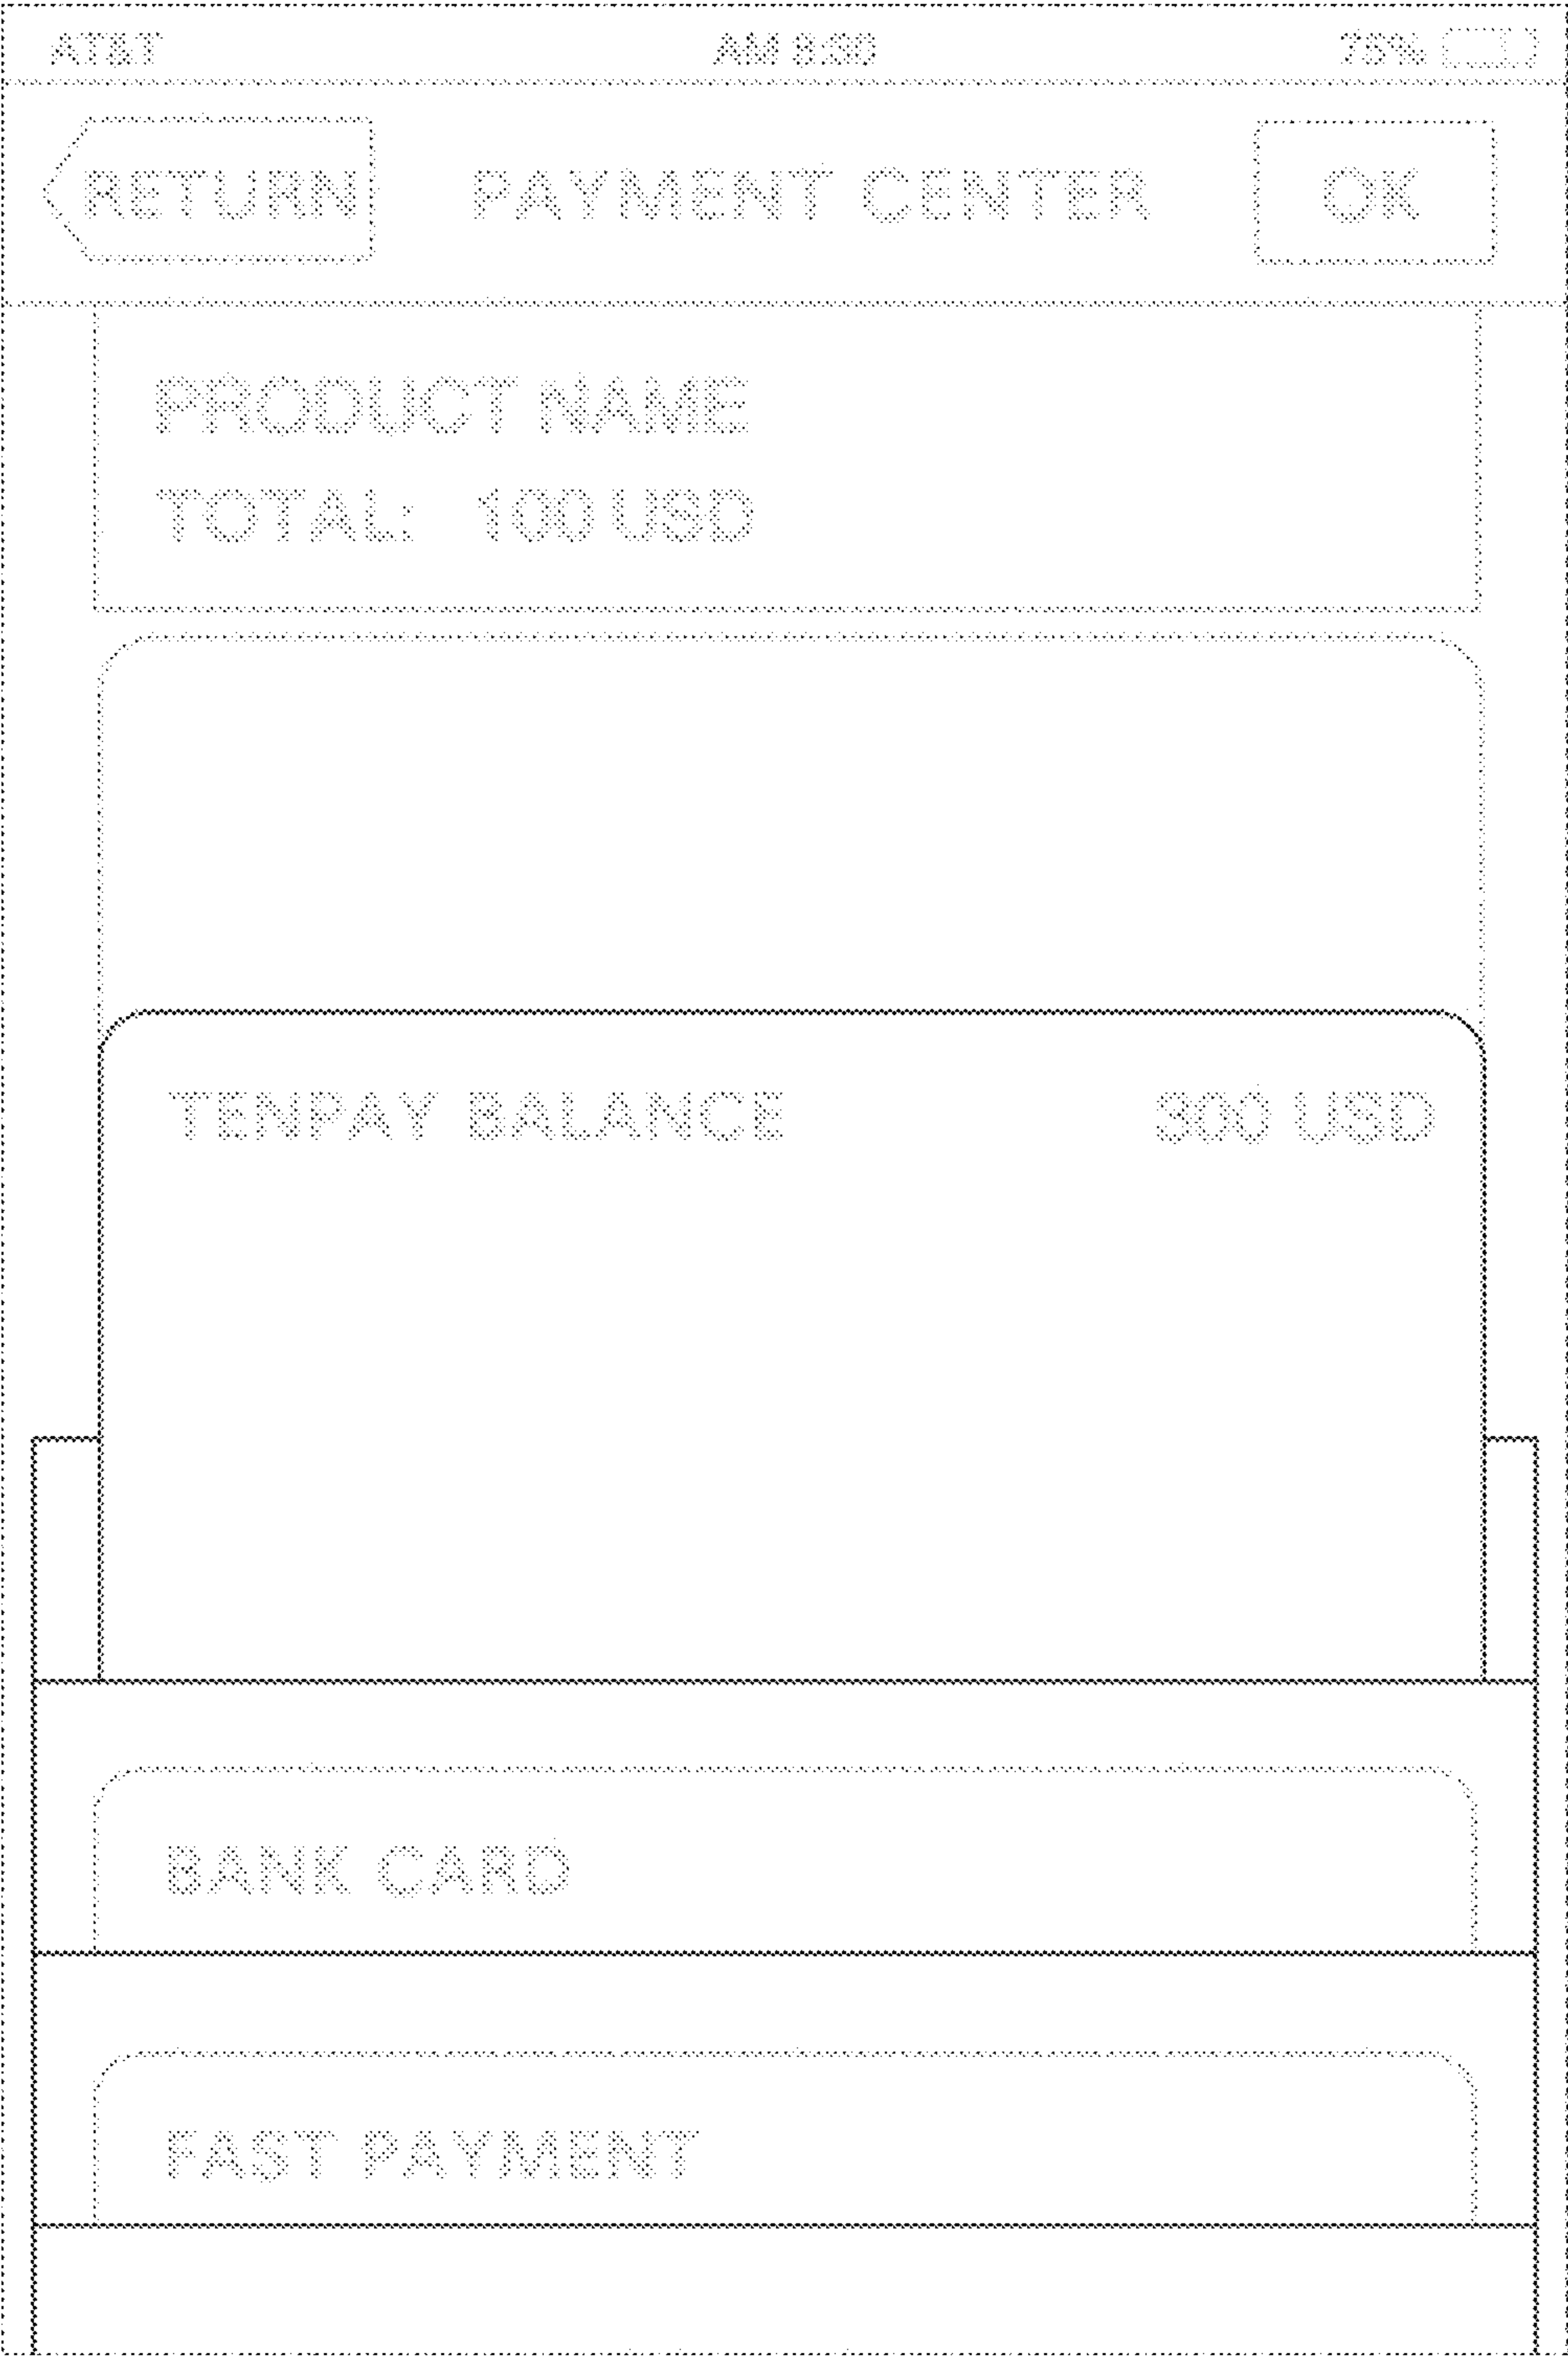 AT&T AM 8:30 75%
RETURN PAYMENT CENTER OK
PRODUCT NAME
TOTAL: 100 USD
TENPAY BALANCE 300 USD
BANK CARD
FAST PAYMENT